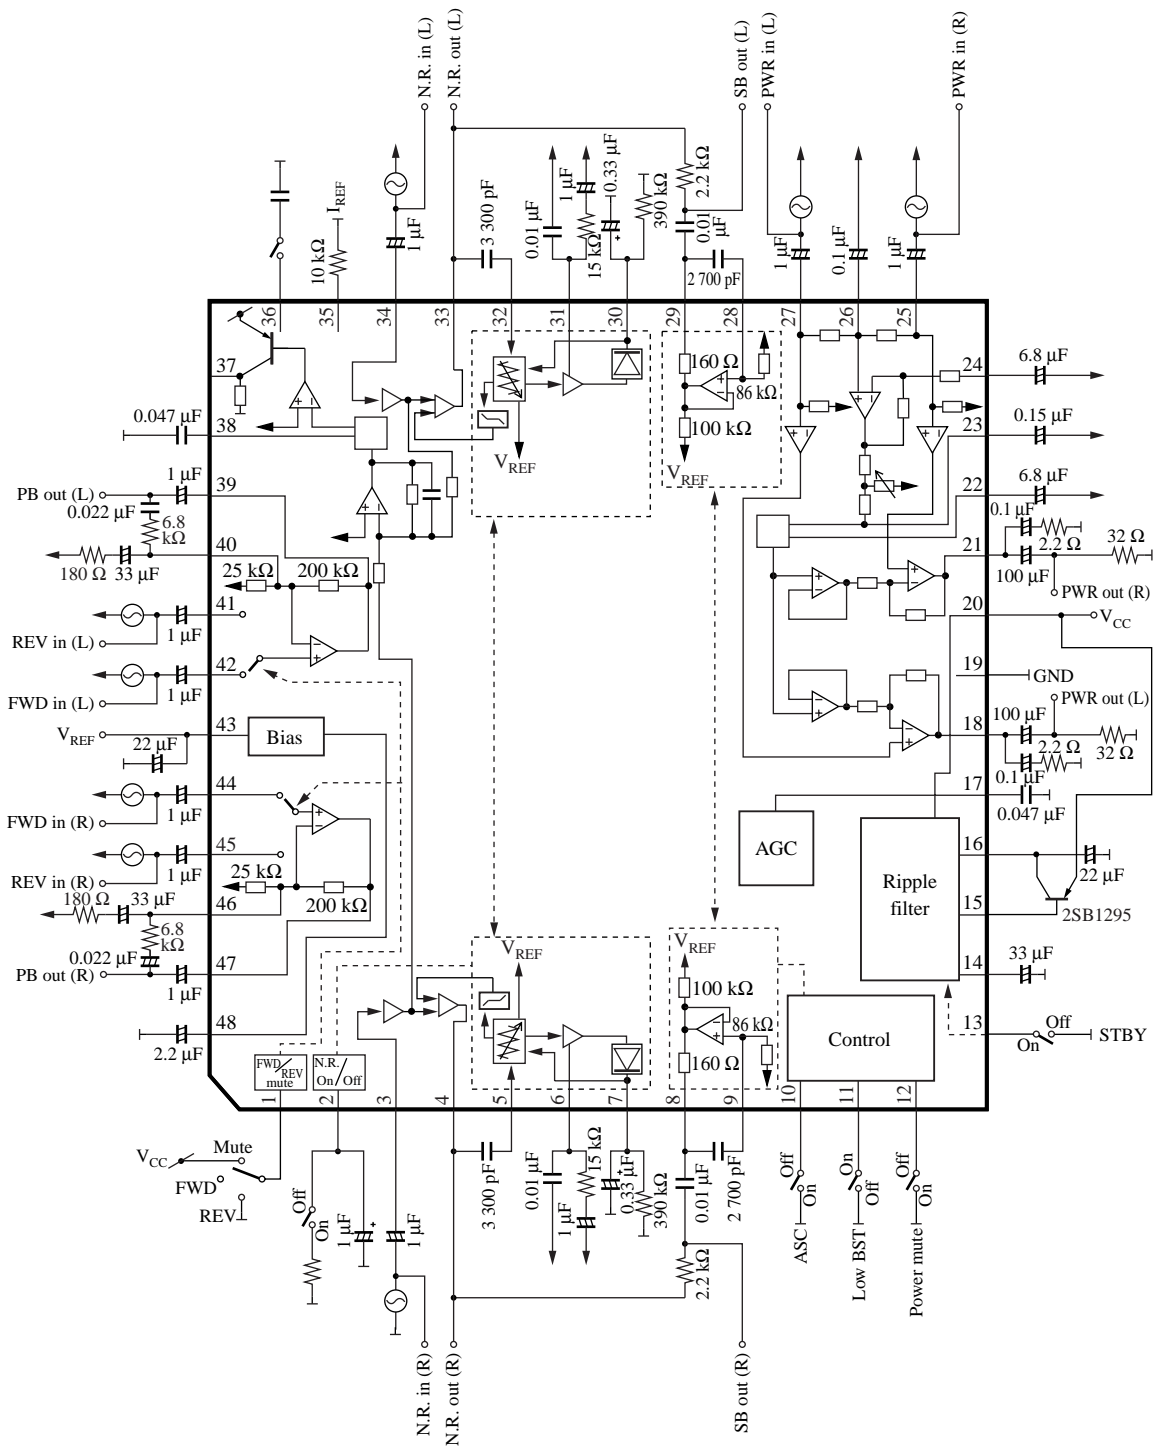 N.R. in (L)
N.R. out (L)
SB out (L)
PWR in (L)
PWR in (R)
10 kΩ
I_REF
1 µF
3 300 pF
0.01 µF
1 µF
15 kΩ
0.33 µF
+
390 kΩ
2.2 kΩ
0.01
µF
2 700 pF
1 µF
0.1 µF
1 µF
36
35
34
33
32
31
30
29
28
27
26
25
37
38
0.047 µF
39
1 µF
PB out (L)
0.022 µF
6.8
kΩ
40
180 Ω
33 µF
25 kΩ
200 kΩ
41
1 µF
REV in (L)
42
1 µF
FWD in (L)
43
V_REF
22 µF
Bias
44
1 µF
FWD in (R)
45
1 µF
REV in (R)
25 kΩ
200 kΩ
46
180 Ω
33 µF
6.8
kΩ
0.022 µF
47
PB out (R)
1 µF
48
2.2 µF
V_REF
160 Ω
86 kΩ
100 kΩ
V_REF
V_REF
V_REF
100 kΩ
86 kΩ
160 Ω
24
6.8 µF
23
0.15 µF
22
6.8 µF
0.1 µF
2.2 Ω
32 Ω
21
100 µF
PWR out (R)
20
V_CC
19
GND
PWR out (L)
18
100 µF
2.2 Ω
32 Ω
0.1 µF
17
0.047 µF
AGC
Ripple
filter
16
22 µF
15
2SB1295
14
33 µF
13
Off
On
STBY
Control
FWD
REV
mute
N.R.
On/Off
1
2
3
4
5
6
7
8
9
10
11
12
V_CC
Mute
FWD
REV
Off
On
1 µF
+
1 µF
3 300 pF
0.01 µF
1 µF
15 kΩ
+
0.33 µF
390 kΩ
0.01 µF
2 700 pF
2.2 kΩ
Off
On
ASC
On
Off
Low BST
Off
On
Power mute
N.R. in (R)
N.R. out (R)
SB out (R)